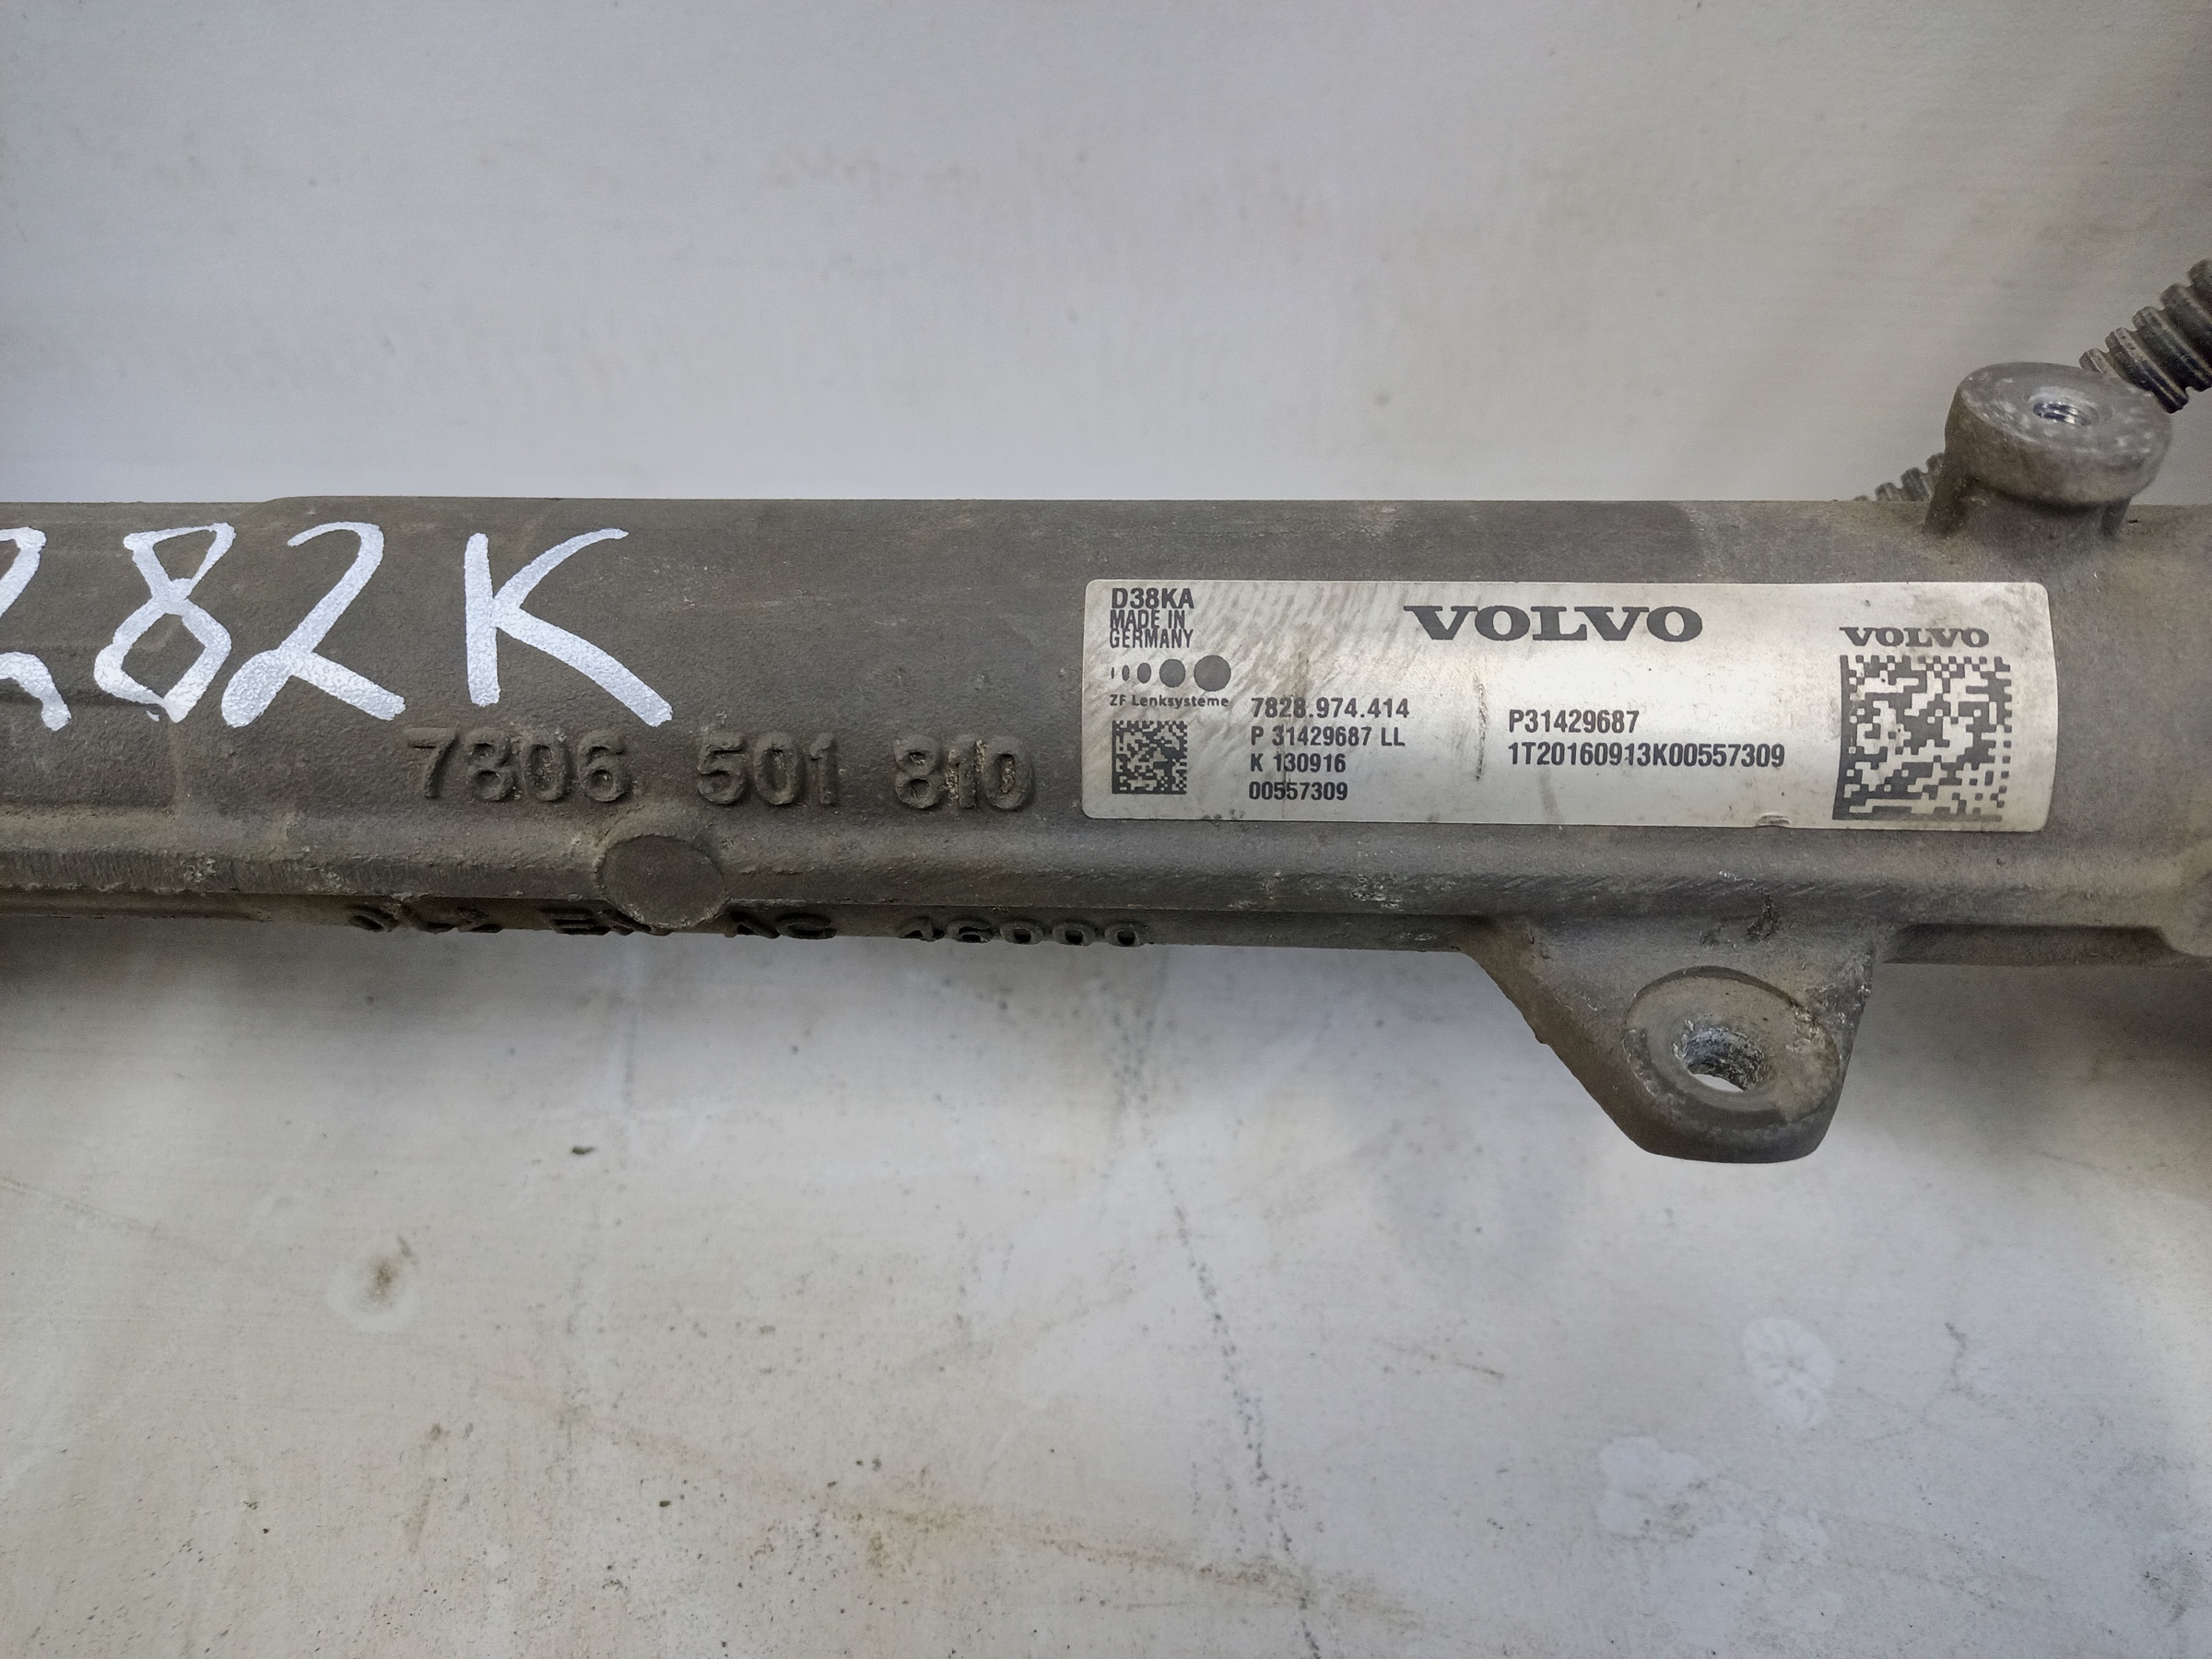 282K
7806 501 810
D38KA
MADE IN
GERMANY
ZF Lenksysteme
7828.974.414
P 31429687 LL
K 130916
00557309
VOLVO
P31429687
1T20160913K00557309
VOLVO